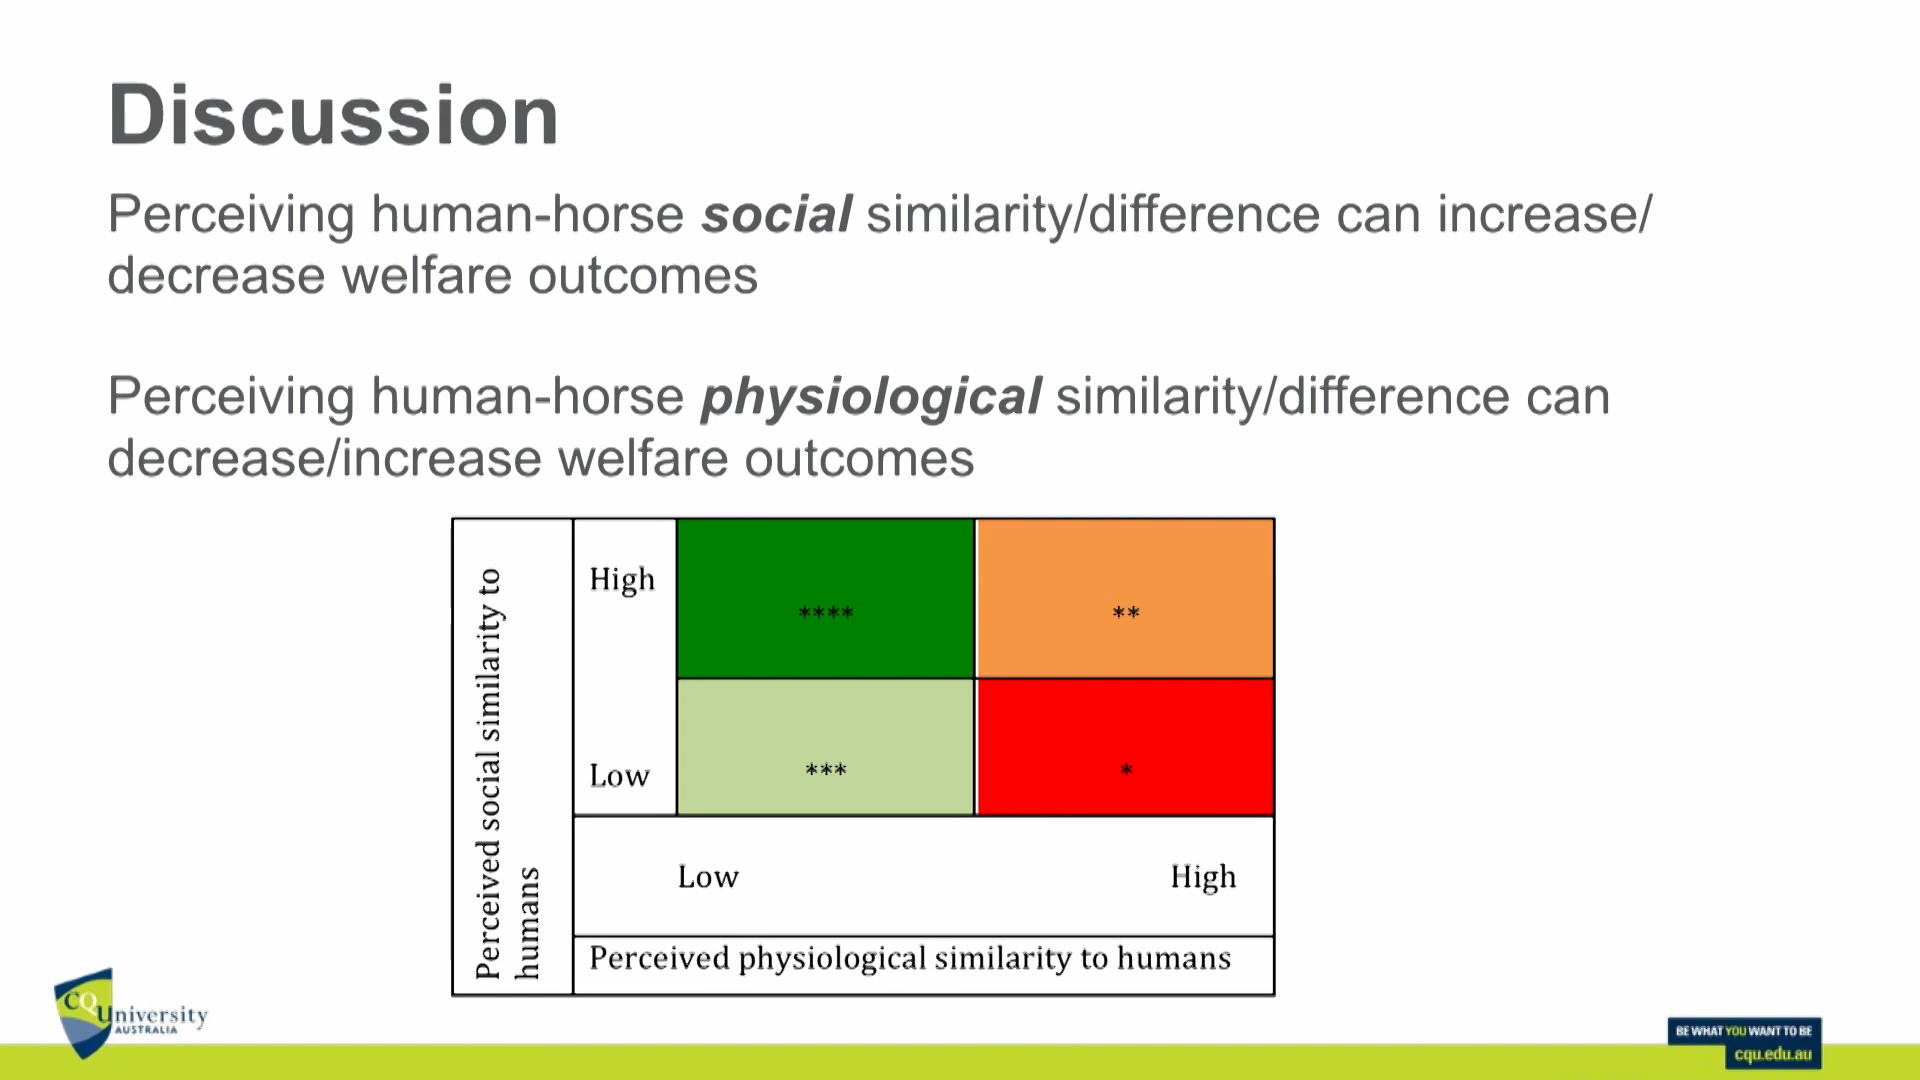 Discussion
Perceiving human-horse social similarity/difference can increase/
decrease welfare outcomes
Perceiving human-horse physiological similarity/difference can
decrease/increase welfare outcomes
Perceived social similarity to
humans
High
****
**
Low
***
*
Low
High
Perceived physiological similarity to humans
CQUniversity
AUSTRALIA
BE WHAT YOU WANT TO BE
cqu.edu.au